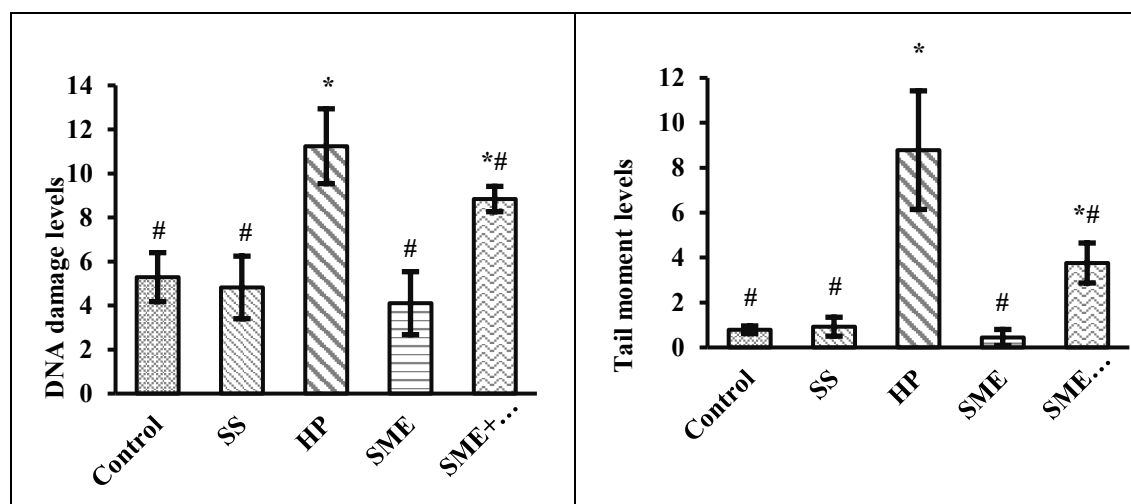 DNA damage levels
14
12
10
8
6
4
2
0
#
#
*
#
*#
Control
SS
HP
SME
SME+...
Tail moment levels
12
10
8
6
4
2
0
#
#
*
#
*#
Control
SS
HP
SME
SME...